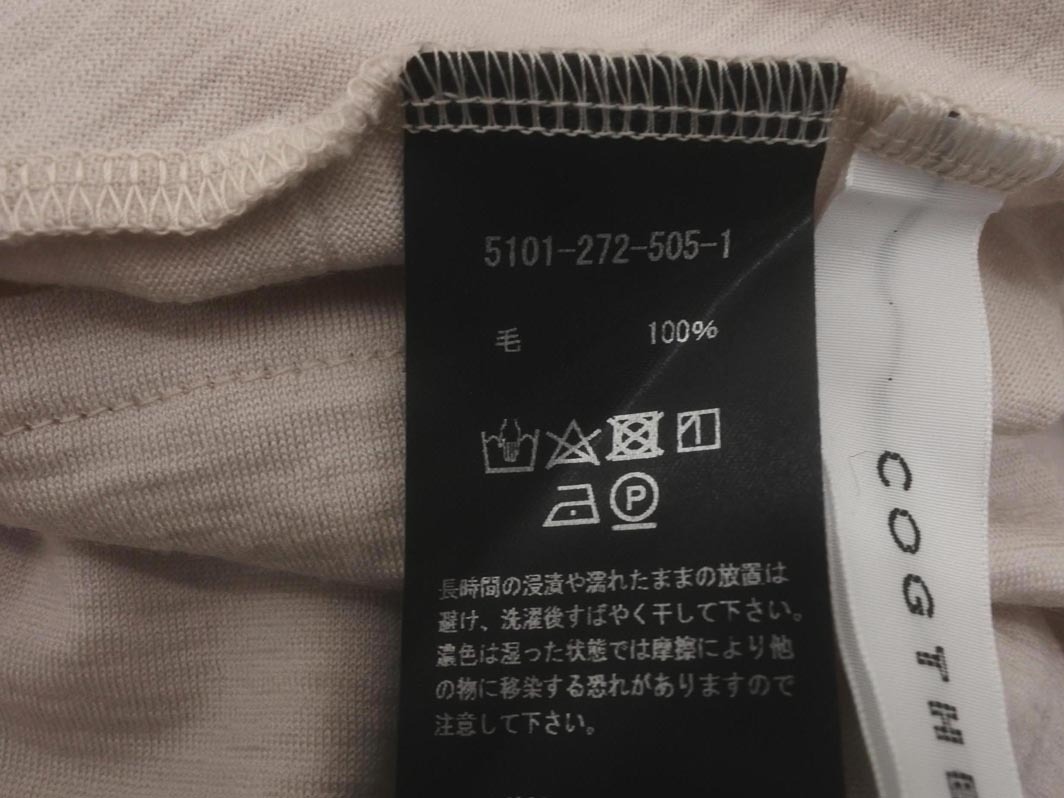 5101-272-505-1
毛 100%
P
長時間の浸漬や濡れたままの放置は
避け、洗濯後すばやく干して下さい。
濃色は湿った状態では摩擦により他
の物に移染する恐れがありますので
注意して下さい。
COGTHE